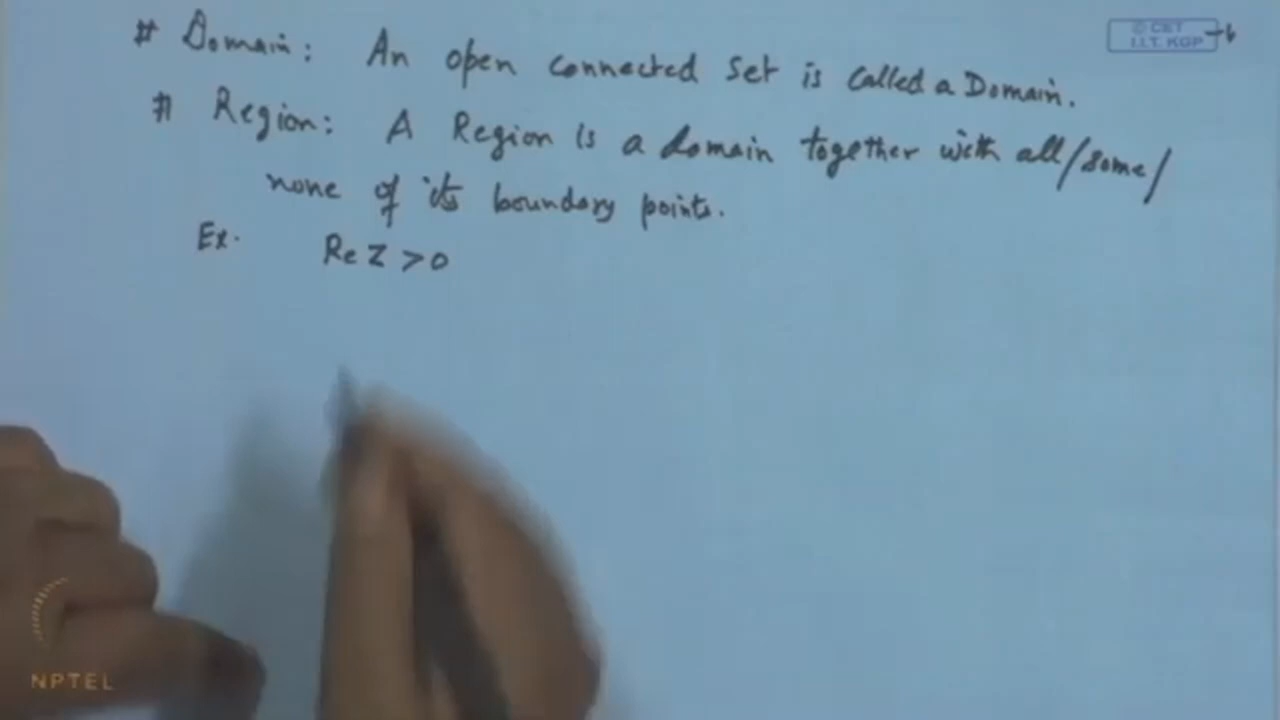 # Domain: An open connected set is called a Domain.
# Region: A Region is a domain together with all/some/
none of its boundary points.
Ex. Re Z > 0
© CET
I.I.T. KGP
NPTEL